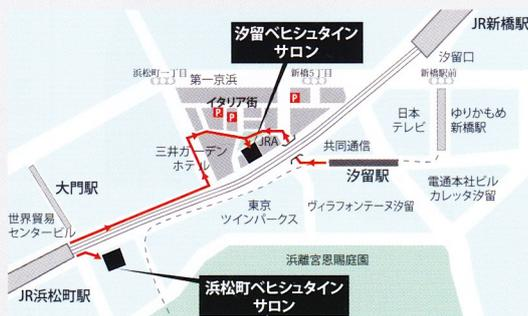 汐留ベヒシュタイン
サロン
JR新橋駅
汐留口
浜松町一丁目
第一京浜
新橋5丁目
新橋駅前
イタリア街
P
P
P
日本
テレビ
ゆりかもめ
新橋駅
JRA
共同通信
三井ガーデン
ホテル
汐留駅
大門駅
電通本社ビル
カレッタ汐留
東京
ツインパークス
ヴィラフォンテーヌ汐留
世界貿易
センタービル
浜離宮恩賜庭園
JR浜松町駅
浜松町ベヒシュタイン
サロン